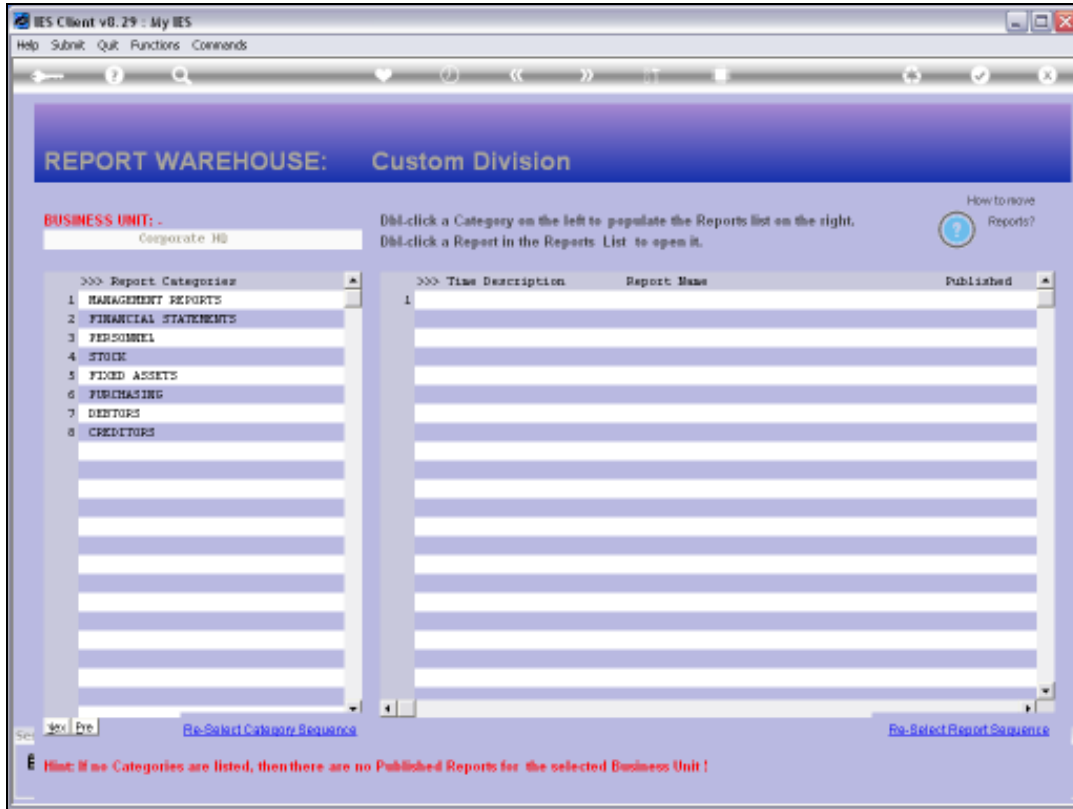 IES Client v8.29 : My IES
Help Submit Quit Functions Commands
REPORT WAREHOUSE: Custom Division
How to move
Reports?
BUSINESS UNIT: -
Corporate HQ
Dbl-click a Category on the left to populate the Reports list on the right.
Dbl-click a Report in the Reports List to open it.
>>> Report Categories
1 MANAGEMENT REPORTS
2 FINANCIAL STATEMENTS
3 PERSONNEL
4 STOCK
5 FIXED ASSETS
6 PURCHASING
7 DEBTORS
8 CREDITORS
>>> Time Description Report Name Published
1
Nex Pre
Re-Select Category Sequence
Re-Select Report Sequence
Hint: If no Categories are listed, then there are no Published Reports for the selected Business Unit !